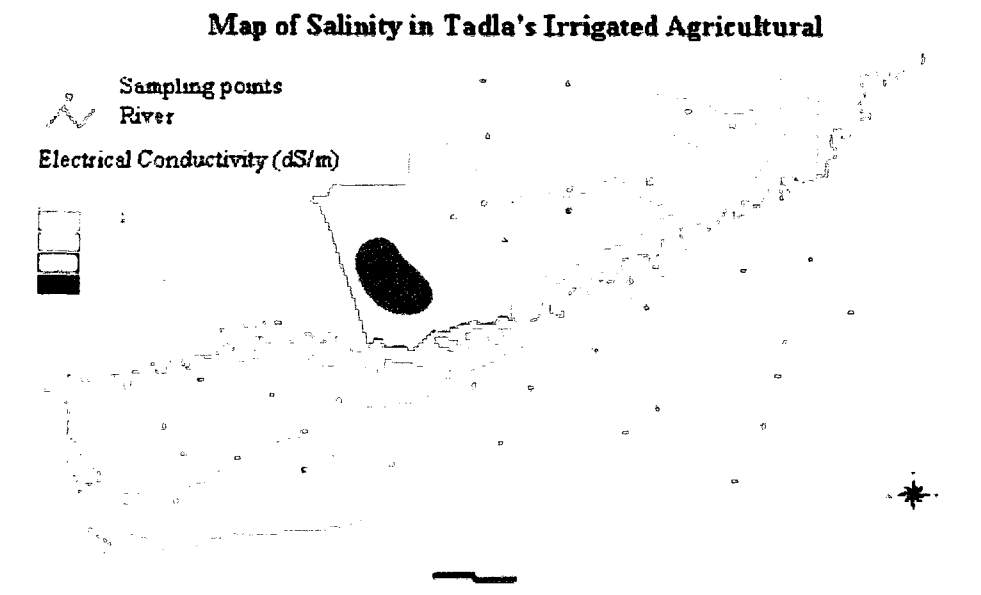 Map of Salinity in Tadla's Irrigated Agricultural
Sampling points
River
Electrical Conductivity (dS/m)